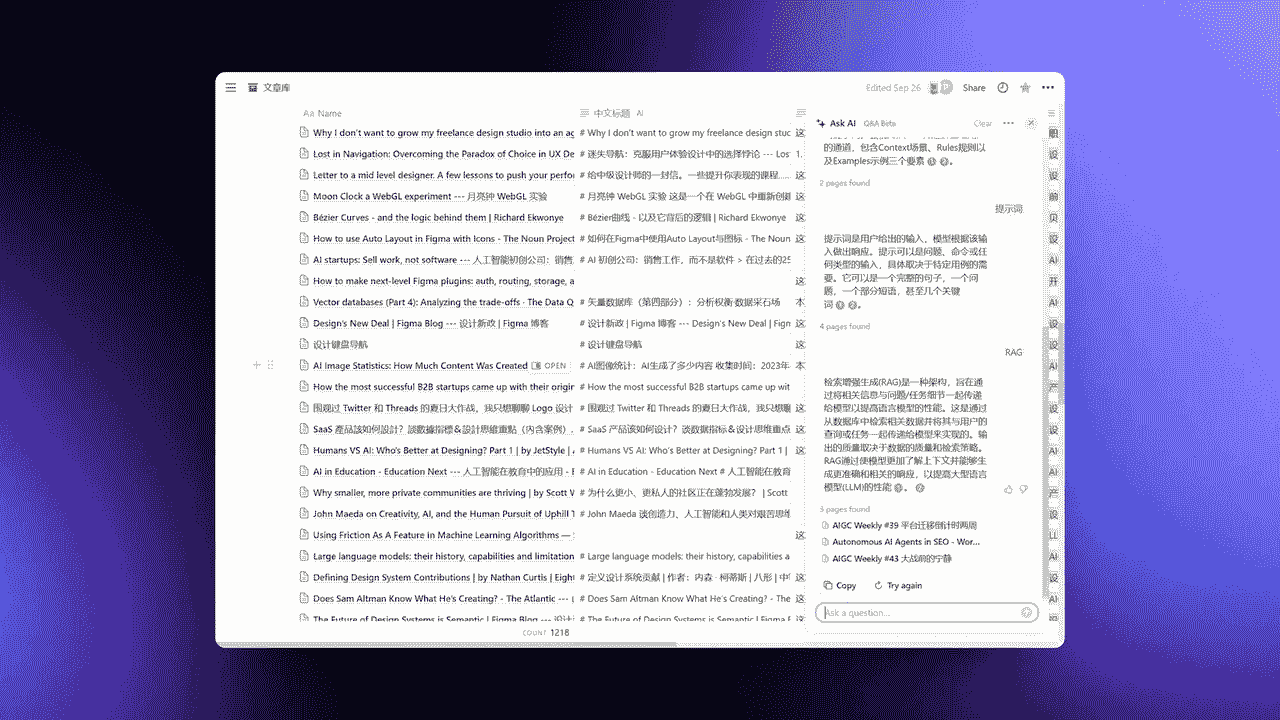 文章库
Edited Sep 26
Share
Aa Name
中文标题 AI
Why I don't want to grow my freelance design studio into an ag
# Why I don't want to grow my freelance design stuc
Lost in Navigation: Overcoming the Paradox of Choice in UX De
# 迷失导航：克服用户体验设计中的选择悖论 --- Los
Letter to a mid level designer. A few lessons to push your perfor
# 给中级设计师的一封信。一些提升你表现的课程……
Moon Clock a WebGL experiment --- 月亮钟 WebGL 实验
# 月亮钟 WebGL 实验 这是一个在 WebGL 中重新创建
Bézier Curves - and the logic behind them | Richard Ekwonye
# Bézier曲线 - 以及它背后的逻辑 | Richard Ekwonye
How to use Auto Layout in Figma with Icons - The Noun Project
# 如何在Figma中使用Auto Layout与图标 - The Noun
AI startups: Sell work, not software --- 人工智能初创公司：销售
# AI 初创公司：销售工作，而不是软件 > 在过去的25
How to make next-level Figma plugins: auth, routing, storage, a
Vector databases (Part 4): Analyzing the trade-offs - The Data Q
# 矢量数据库（第四部分）：分析权衡·数据采石场
Design's New Deal | Figma Blog --- 设计新政 | Figma 博客
# 设计新政 | Figma 博客 --- Design's New Deal | Figm
设计键盘导航
# 设计键盘导航
AI Image Statistics: How Much Content Was Created
OPEN
# AI图像统计：AI生成了多少内容 收集时间：2023年
How the most successful B2B startups came up with their origin
# How the most successful B2B startups came up wit
围观过 Twitter 和 Threads 的夏日大作战，我只想聊聊 Logo 设计
# 围观过 Twitter 和 Threads 的夏日大作战，我只想聊
SaaS 產品該如何設計？談數據指標＆設計思維重點（內含案例）.
# SaaS 产品该如何设计？谈数据指标＆设计思维重点
Humans VS AI: Who's Better at Designing? Part 1 | by JetStyle | A
# Humans VS AI: Who's Better at Designing? Part 1 |
AI in Education - Education Next --- 人工智能在教育中的应用 - E
# AI in Education - Education Next # 人工智能在教育
Why smaller, more private communities are thriving | by Scott W
# 为什么更小、更私人的社区正在蓬勃发展？ | Scott
John Maeda on Creativity, AI, and the Human Pursuit of Uphill T
# John Maeda 谈创造力、人工智能和人类对艰苦思维
Using Friction As A Feature in Machine Learning Algorithms —
Large language models: their history, capabilities and limitation
# Large language models: their history, capabilities a
Defining Design System Contributions | by Nathan Curtis | Eight
# 定义设计系统贡献 | 作者：内森·柯蒂斯 | 八形 | 中
Does Sam Altman Know What He's Creating? - The Atlantic ---
# Does Sam Altman Know What He's Creating? - The
The Future of Design Systems is Semantic | Figma Blog --- 设计
# The Future of Design Systems is Semantic | Figma
COUNT 1218
Ask AI Q&A Beta
Clear
的通道，包含Context场景、Rules规则以
及Examples示例三个要素。
2 pages found
提示词
提示词是用户给出的输入，模型根据该输
入做出响应。提示可以是问题、命令或任
何类型的输入，具体取决于特定用例的需
要。它可以是一个完整的句子，一个问
题，一个部分短语，甚至几个关键
词。
4 pages found
RAG
检索增强生成(RAG)是一种架构，旨在通
过将相关信息与问题/任务细节一起传递
给模型以提高语言模型的性能。这是通过
从数据库中检索相关数据并将其与用户的
查询或任务一起传递给模型来实现的。输
出的质量取决于数据的质量和检索策略。
RAG通过使模型更加了解上下文并能够生
成更准确和相关的响应，以提高大型语言
模型(LLM)的性能。
3 pages found
AIGC Weekly #39 平台迁移倒计时两周
Autonomous AI Agents in SEO - Wor...
AIGC Weekly #43 大战前的宁静
Copy
Try again
Ask a question...